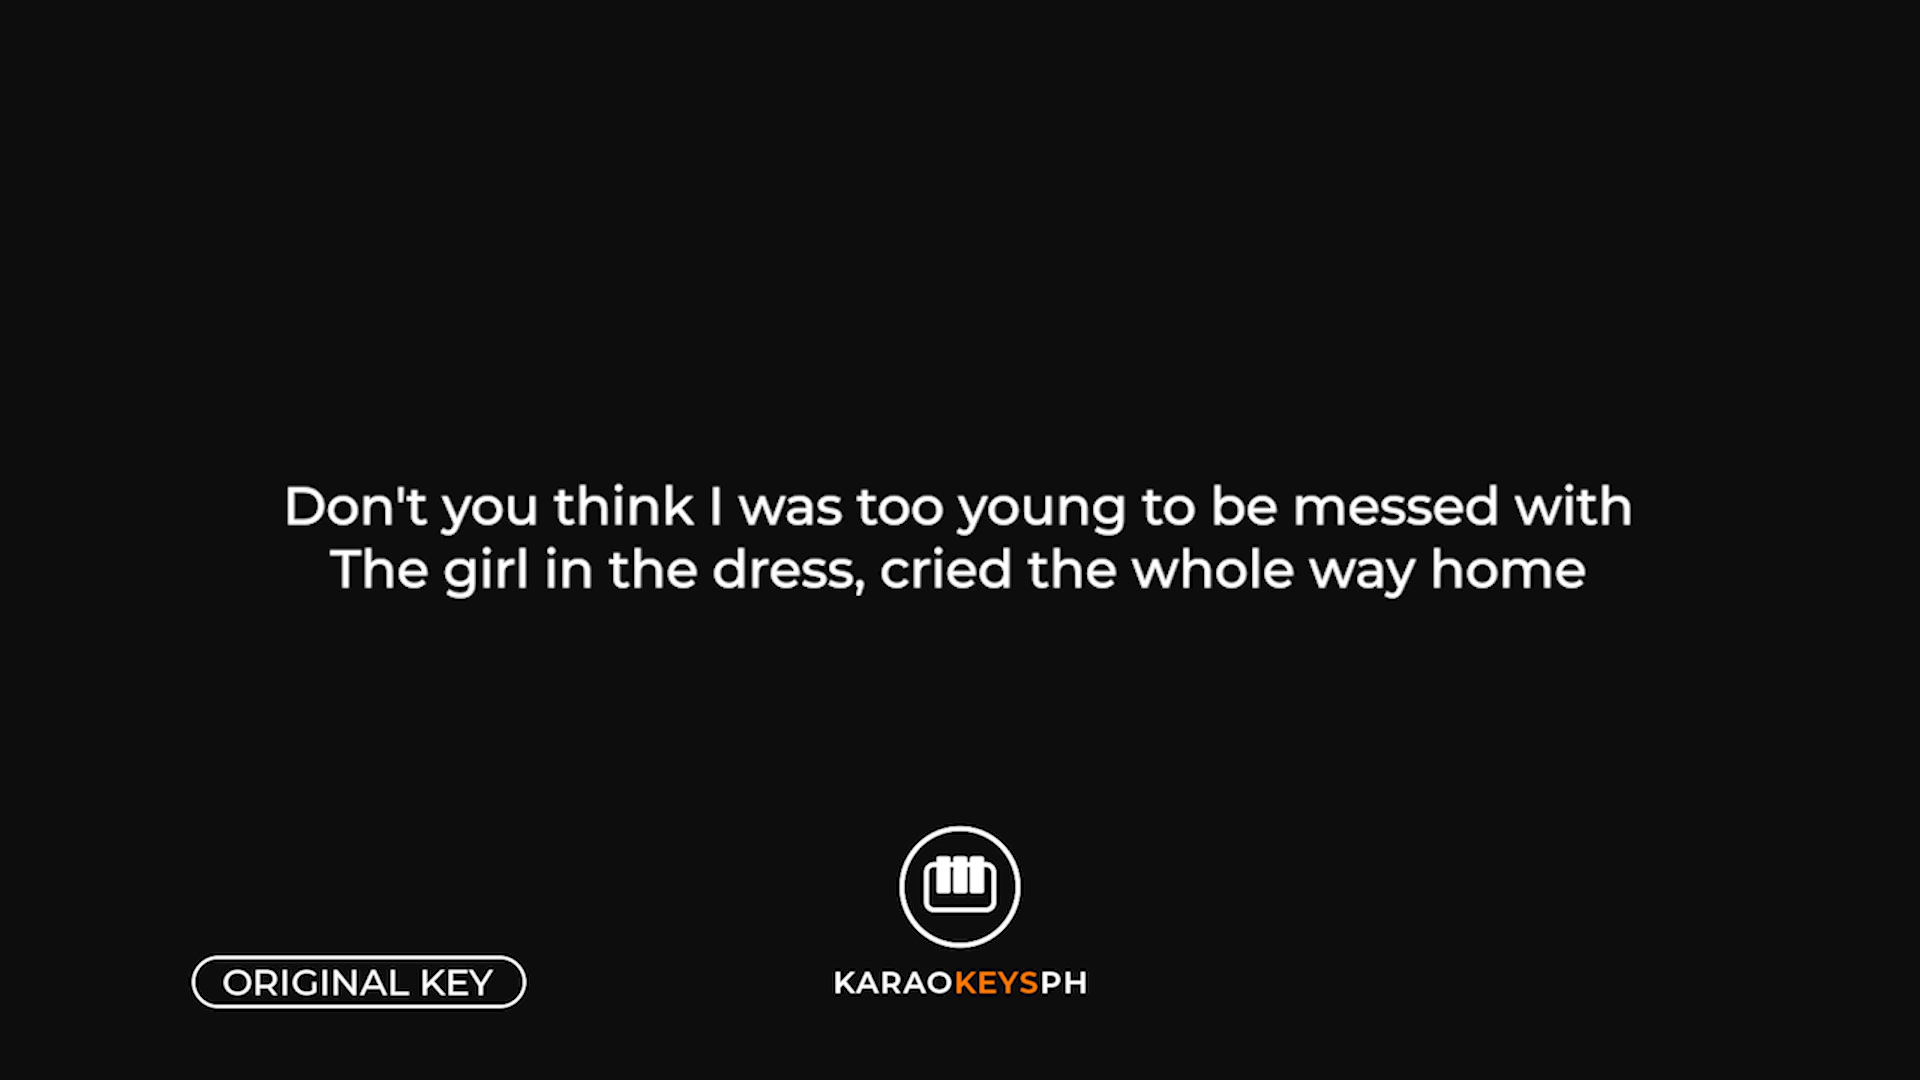 Don't you think I was too young to be messed with
The girl in the dress, cried the whole way home
ORIGINAL KEY
KARAOKEYSPH